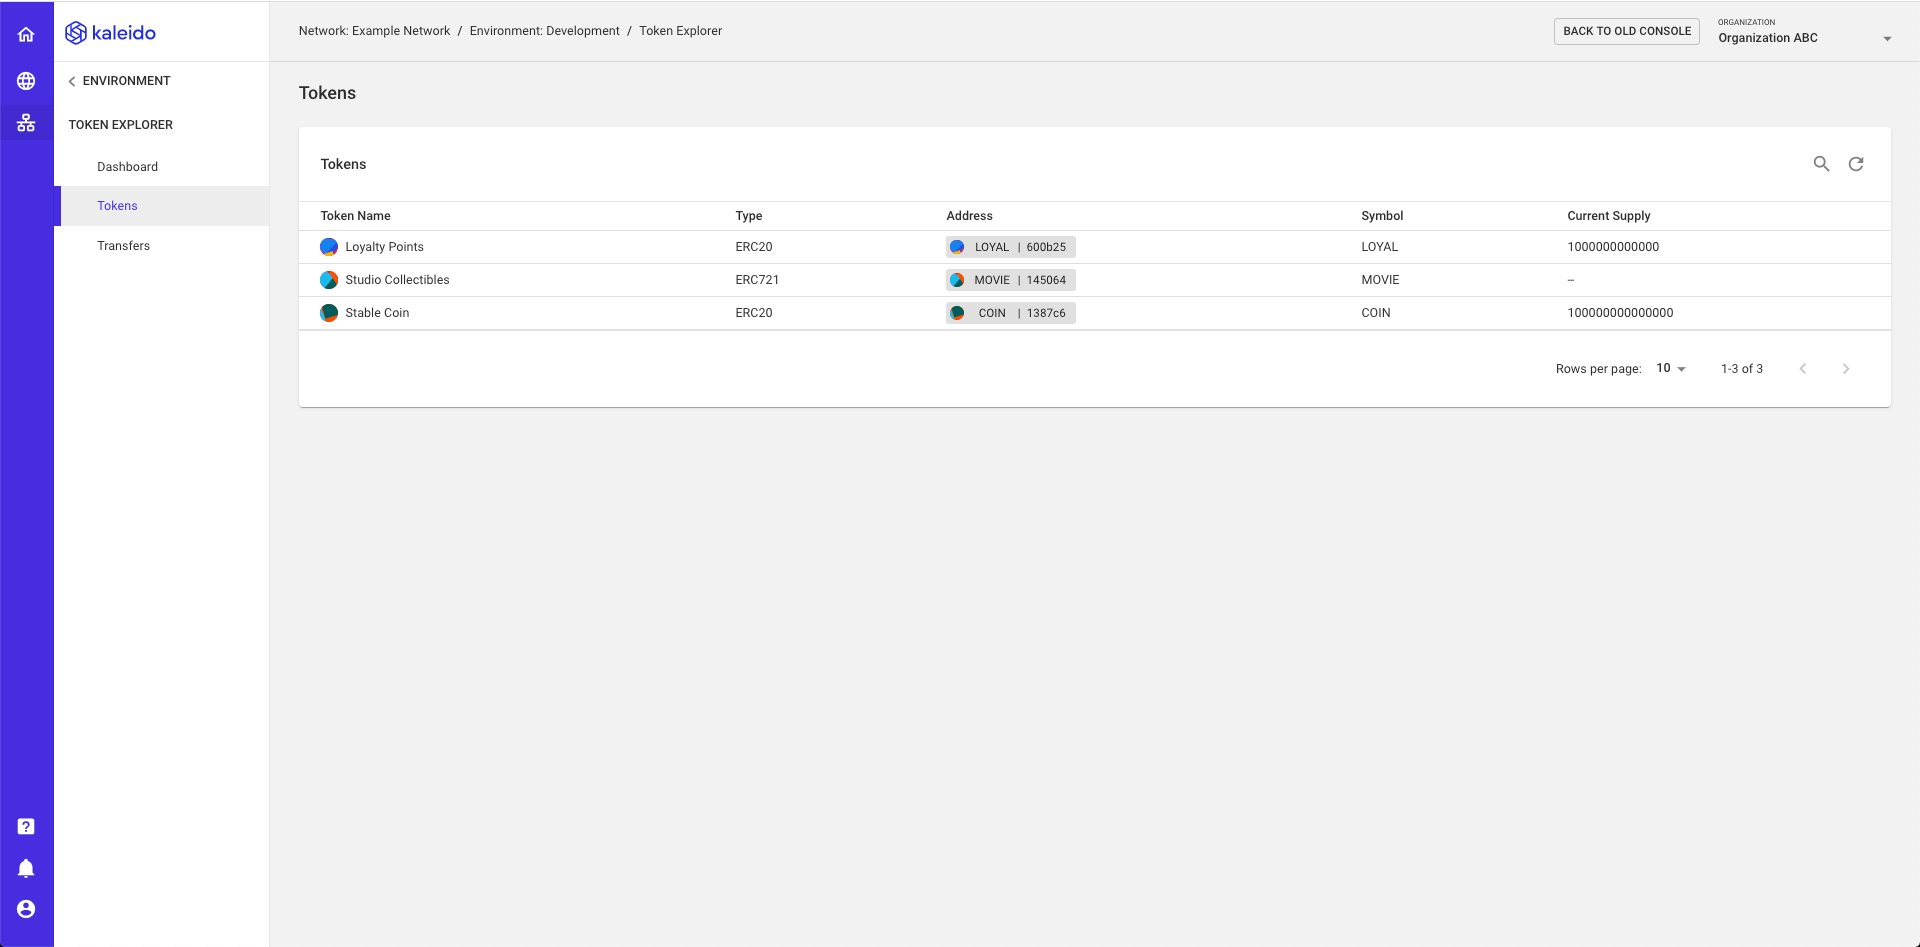 kaleido
Network: Example Network / Environment: Development / Token Explorer
BACK TO OLD CONSOLE
ORGANIZATION
Organization ABC
ENVIRONMENT
TOKEN EXPLORER
Dashboard
Tokens
Transfers
Tokens
Tokens
Token Name Type Address Symbol Current Supply
Loyalty Points ERC20 LOYAL | 600b25 LOYAL 1000000000000
Studio Collectibles ERC721 MOVIE | 145064 MOVIE --
Stable Coin ERC20 COIN | 1387c6 COIN 100000000000000
Rows per page: 10 1-3 of 3
?